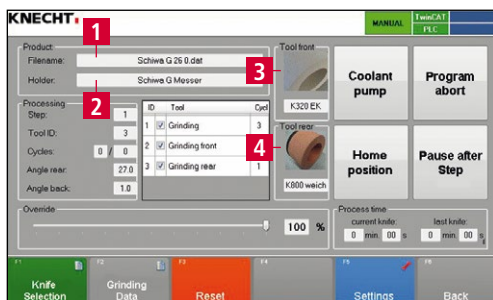 KNECHT.
MANUAL
TwinCAT
PLC
1
Product:
Filename: Schiwa G 26 0.dat
Holder: Schiwa G Messer
2
Tool front
3
K320 EK
Coolant pump
Program abort
Processing
Step: 1
Tool ID: 3
Cycles: 0 / 0
Angle rear: 27.0
Angle back: 1.0
ID Tool Cycl
1 Grinding 3
2 Grinding front
3 Grinding rear 1
Tool rear
4
K800 weich
Home position
Pause after Step
Override
100 %
Process time
current knife: last knife:
0 min. 00 s 0 min. 00 s
F1 Knife Selection
F2 Grinding Data
F3 Reset
F4
F5 Settings
Back